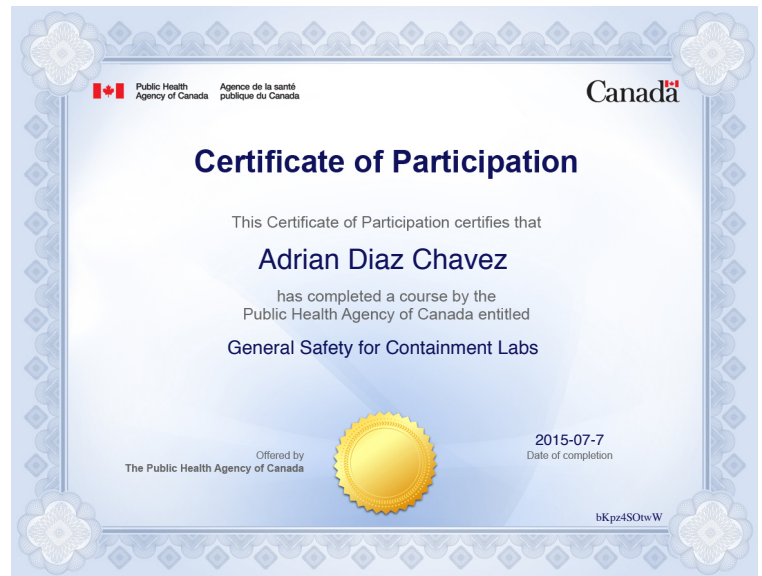 Public Health
Agency of Canada
Agence de la santé
publique du Canada
Canada
Certificate of Participation
This Certificate of Participation certifies that
Adrian Diaz Chavez
has completed a course by the
Public Health Agency of Canada entitled
General Safety for Containment Labs
Offered by
The Public Health Agency of Canada
2015-07-7
Date of completion
bKpz4SOtwW